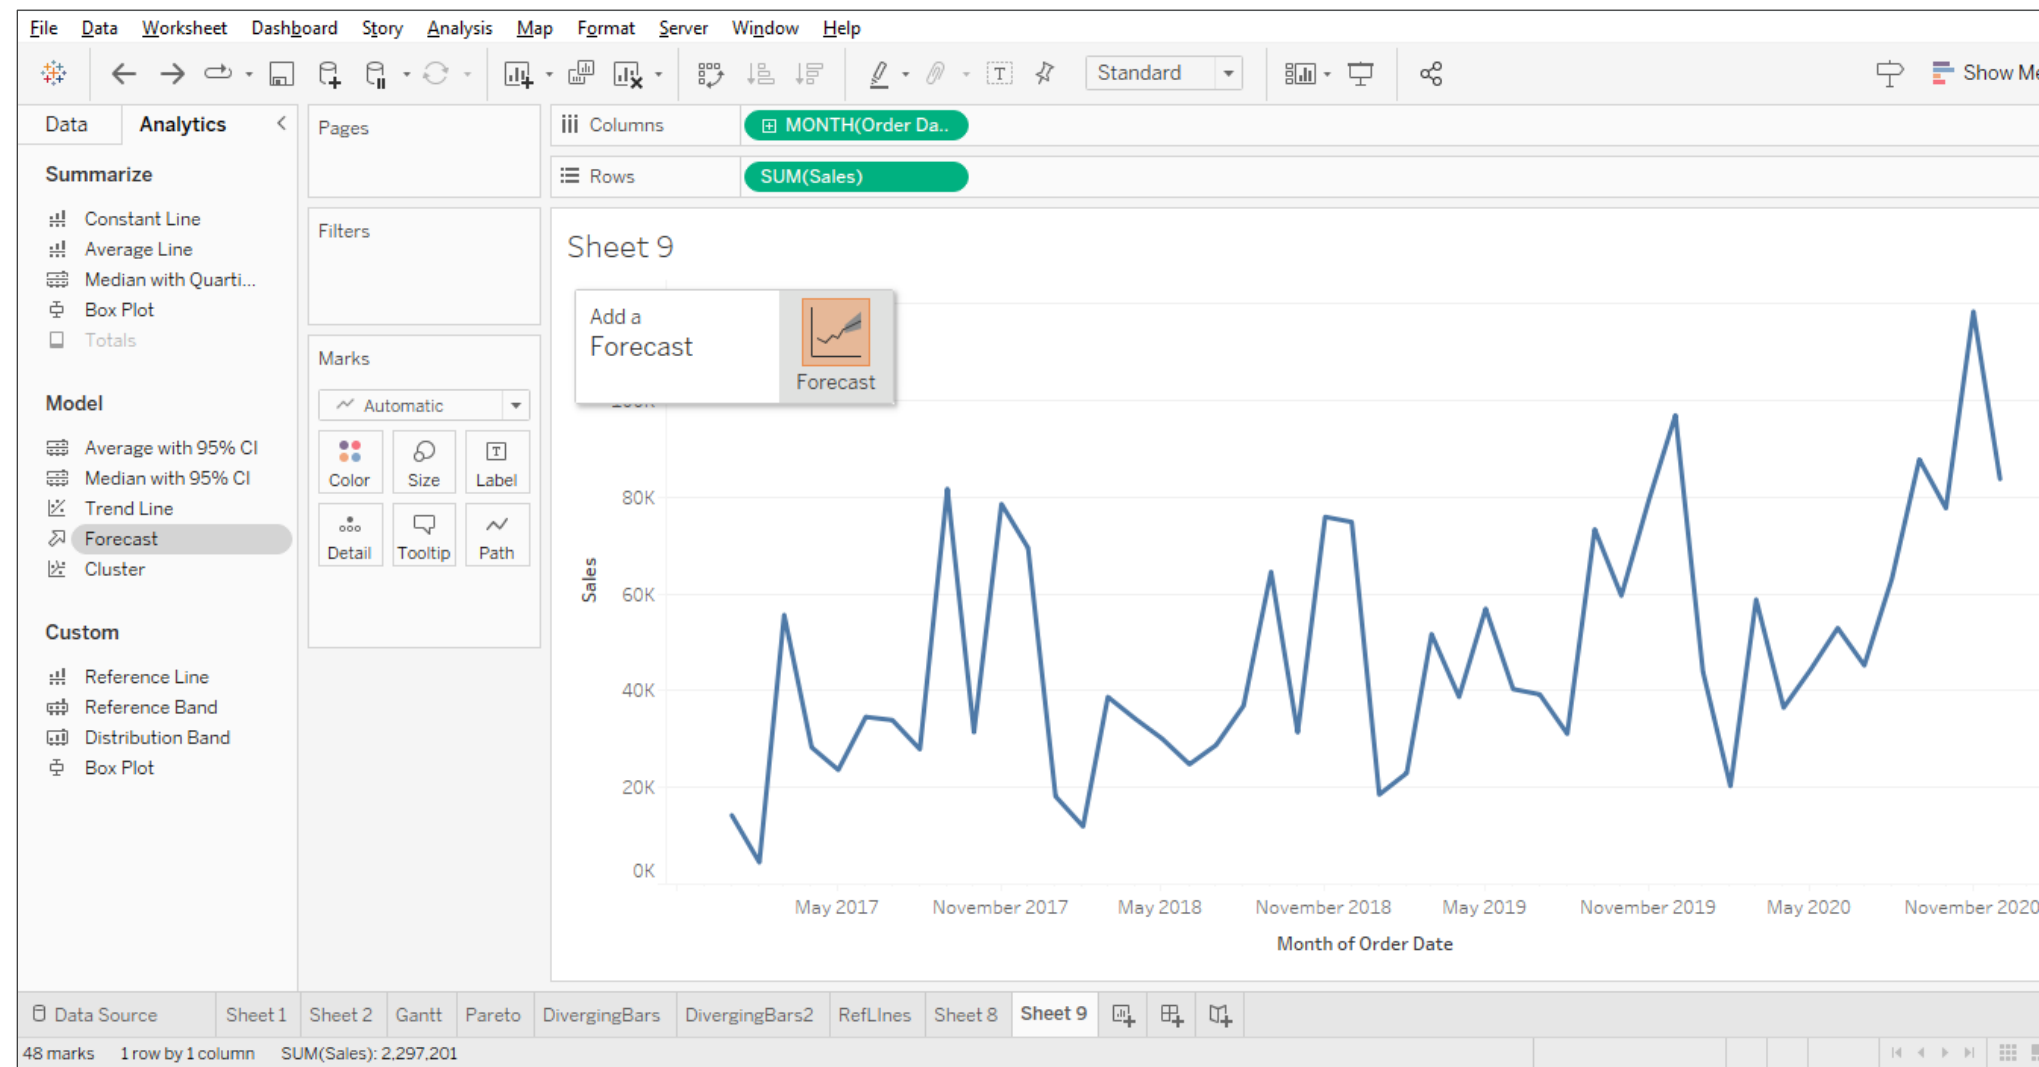 File Data Worksheet Dashboard Story Analysis Map Format Server Window Help
Standard Show Me
Data Analytics
Pages
Columns MONTH(Order Da..
Rows SUM(Sales)
Summarize
Constant Line
Average Line
Median with Quarti...
Box Plot
Totals
Model
Average with 95% CI
Median with 95% CI
Trend Line
Forecast
Cluster
Custom
Reference Line
Reference Band
Distribution Band
Box Plot
Filters
Marks
Automatic
Color Size Label
Detail Tooltip Path
Sheet 9
Add a
Forecast
Forecast
80K
60K
40K
20K
0K
Sales
May 2017 November 2017 May 2018 November 2018 May 2019 November 2019 May 2020 November 2020
Month of Order Date
Data Source Sheet 1 Sheet 2 Gantt Pareto DivergingBars DivergingBars2 RefLInes Sheet 8 Sheet 9
48 marks 1 row by 1 column SUM(Sales): 2,297,201